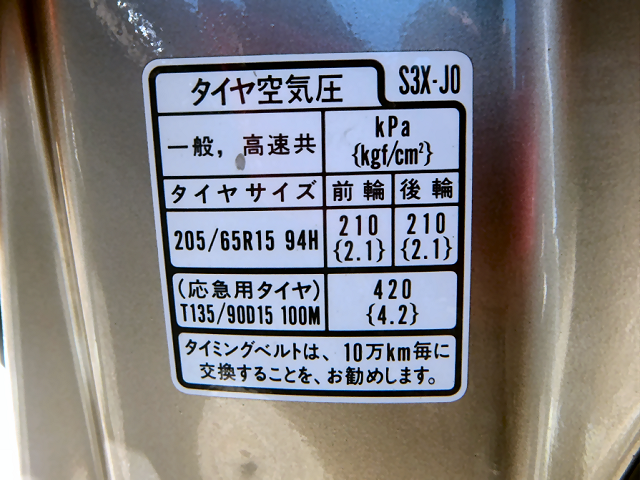 タイヤ空気圧 S3X-J0
一般，高速共 kPa
{kgf/cm²}
タイヤサイズ 前輪 後輪
205/65R15 94H 210 210
{2.1} {2.1}
(応急用タイヤ) 420
T135/90D15 100M {4.2}
タイミングベルトは、10万km毎に
交換することを、お勧めします。